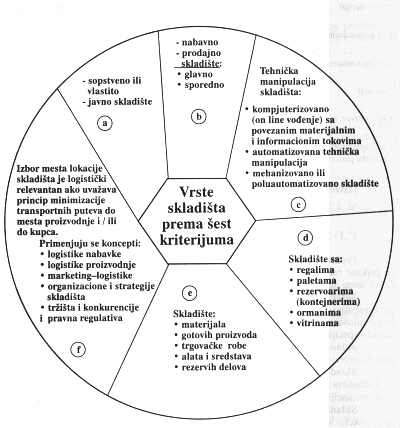 - sopstveno ili
vlastito
- javno skladište
a
- nabavno
- prodajno
skladište:
• glavno
• sporedno
b
Tehnička
manipulacija
skladišta:
• kompjuterizovano
(on line vođenje) sa
povezanim materijalnim
i informacionim tokovima
• automatizovana tehnička
manipulacija
• mehanizovano ili
poluautomatizovano skladište
c
Vrste
skladišta
prema šest
kriterijuma
d
Skladište sa:
• regalima
• paletama
• rezervoarima
(kontejnerima)
• ormanima
• vitrinama
e
Skladište:
• materijala
• gotovih proizvoda
• trgovačke robe
• alata i sredstava
• rezervnih delova
Izbor mesta lokacije
skladišta je logistički
relevantan ako uvažava
princip minimizacije
transportnih puteva do
mesta proizvodnje i / ili
do kupca.
Primenjuju se koncepti:
• logistike nabavke
• logistike proizvodnje
• marketing–logistike
• organizacione i strategije
skladišta
• tržišta i konkurencije
i pravna regulativa
f